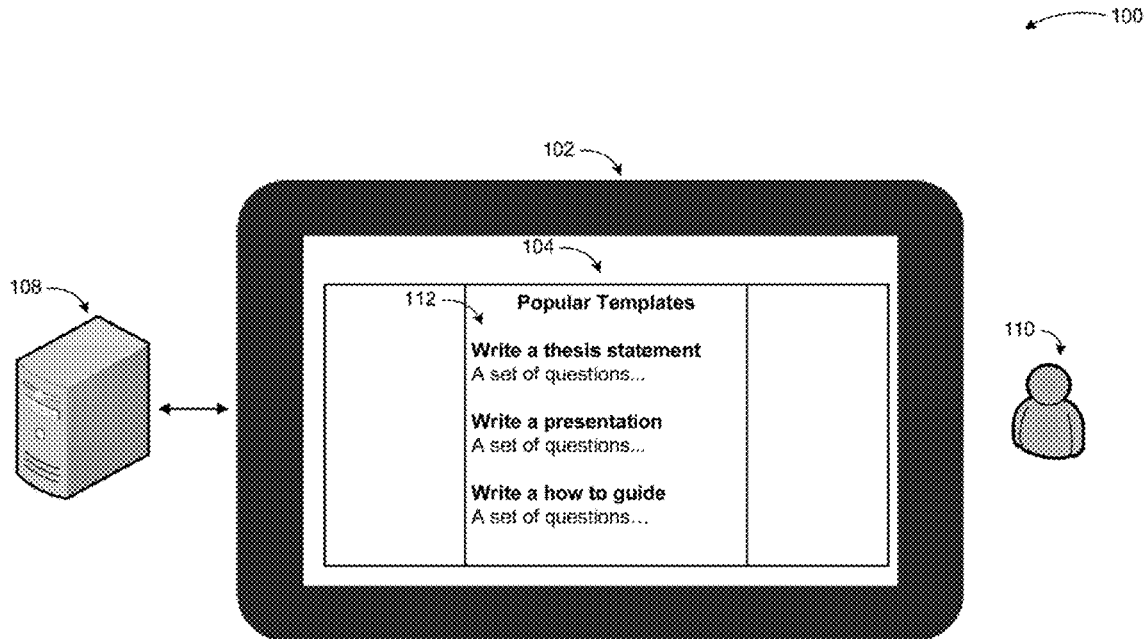 100
102
104
108
112
Popular Templates
110
Write a thesis statement
A set of questions...
Write a presentation
A set of questions...
Write a how to guide
A set of questions...